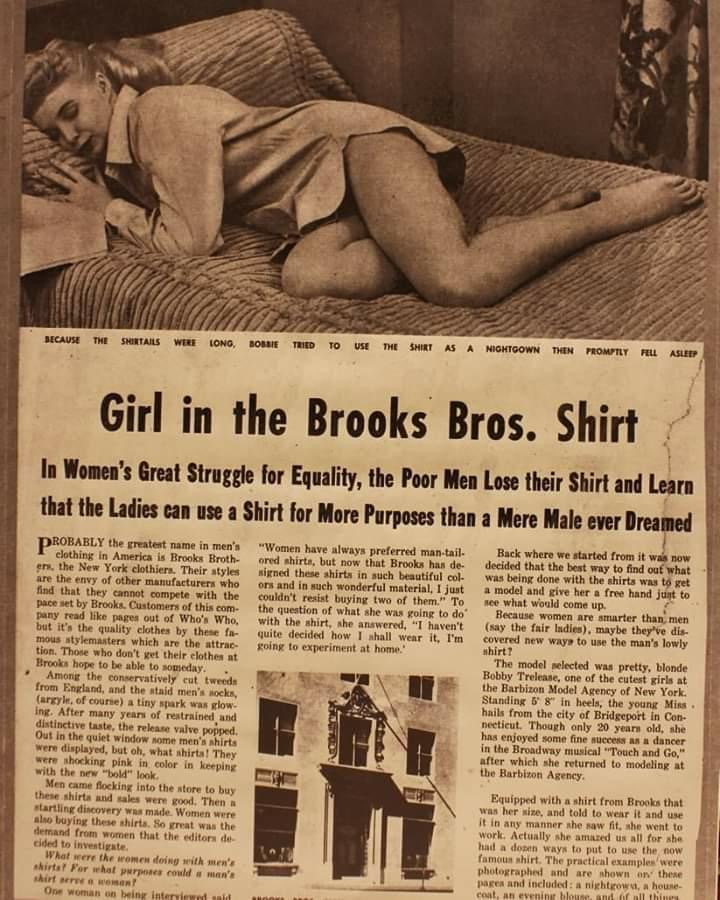 BECAUSE THE SHIRTAILS WERE LONG, BOBBIE TRIED TO USE THE SHIRT AS A NIGHTGOWN THEN PROMPTLY FELL ASLEEP
Girl in the Brooks Bros. Shirt
In Women's Great Struggle for Equality, the Poor Men Lose their Shirt and Learn
that the Ladies can use a Shirt for More Purposes than a Mere Male ever Dreamed
PROBABLY the greatest name in men's
clothing in America is Brooks Broth-
ers, the New York clothiers. Their styles
are the envy of other manufacturers who
find that they cannot compete with the
pace set by Brooks. Customers of this com-
pany read like pages out of Who's Who,
but it's the quality clothes by these fa-
mous stylemasters which are the attrac-
tion. Those who don't get their clothes at
Brooks hope to be able to someday.
Among the conservatively cut tweeds
from England, and the staid men's socks,
(argyle, of course) a tiny spark was glow-
ing. After many years of restrained and
distinctive taste, the release valve popped.
Out in the quiet window some men's shirts
were displayed, but oh, what shirts! They
were shocking pink in color in keeping
with the new "bold" look.
Men came flocking into the store to buy
these shirts and sales were good. Then a
startling discovery was made. Women were
also buying these shirts. So great was the
demand from women that the editors de-
cided to investigate.
What were the women doing with men's
shirts? For what purposes could a man's
shirt serve a woman?
One woman on being interviewed said
"Women have always preferred man-tail-
ored shirts, but now that Brooks has de-
signed these shirts in such beautiful col-
ors and in such wonderful material, I just
couldn't resist buying two of them." To
the question of what she was going to do
with the shirt, she answered, "I haven't
quite decided how I shall wear it, I'm
going to experiment at home.'
Back where we started from it was now
decided that the best way to find out what
was being done with the shirts was to get
a model and give her a free hand just to
see what would come up.
Because women are smarter than men
(say the fair ladies), maybe they've dis-
covered new ways to use the man's lowly
shirt?
The model selected was pretty, blonde
Bobby Trelease, one of the cutest girls at
the Barbizon Model Agency of New York.
Standing 5' 8" in heels, the young Miss
hails from the city of Bridgeport in Con-
necticut. Though only 20 years old, she
has enjoyed some fine success as a dancer
in the Broadway musical "Touch and Go,"
after which she returned to modeling at
the Barbizon Agency.
Equipped with a shirt from Brooks that
was her size, and told to wear it and use
it in any manner she saw fit, she went to
work. Actually she amazed us all for she
had a dozen ways to put to use the now
famous shirt. The practical examples were
photographed and are shown on these
pages and included: a nightgown, a house-
coat, an evening blouse, and (of all things